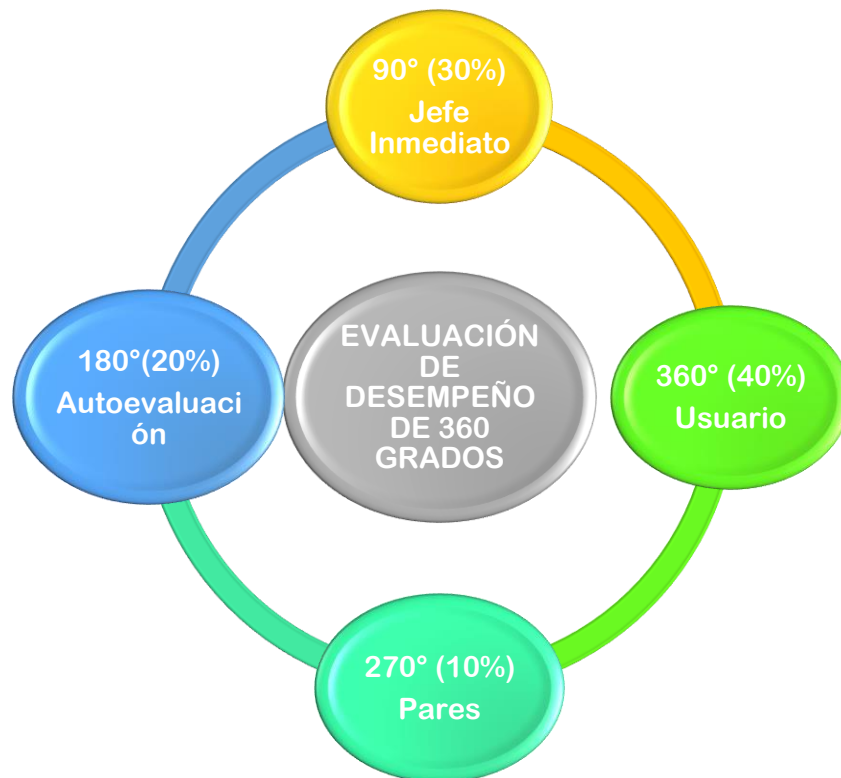 90° (30%)
Jefe
Inmediato
EVALUACIÓN
DE
DESEMPEÑO
DE 360
GRADOS
180°(20%)
Autoevaluaci
ón
360° (40%)
Usuario
270° (10%)
Pares